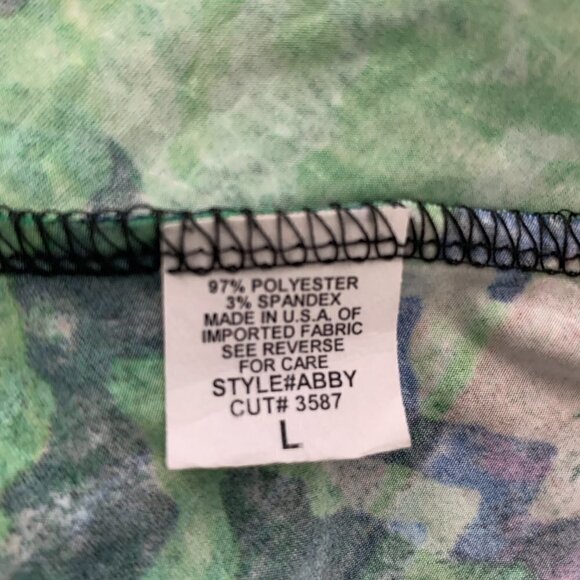 97% POLYESTER
3% SPANDEX
MADE IN U.S.A. OF
IMPORTED FABRIC
SEE REVERSE
FOR CARE
STYLE#ABBY
CUT# 3587
L